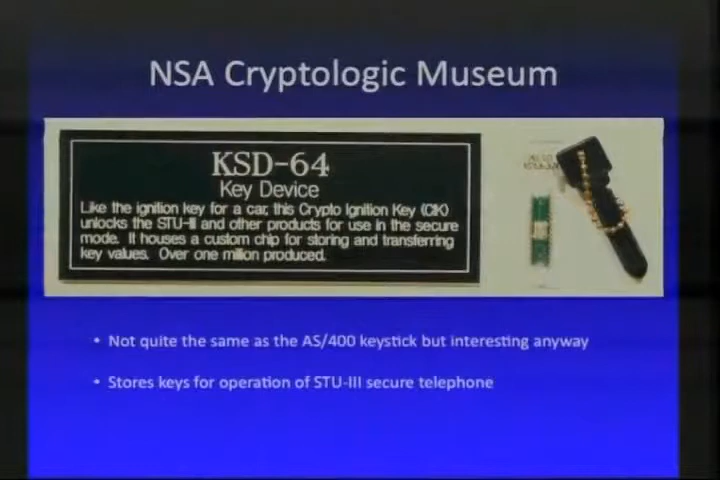 NSA Cryptologic Museum
KSD-64
Key Device
Like the ignition key for a car, this Crypto Ignition Key (CIK)
unlocks the STU-III and other products for use in the secure
mode. It houses a custom chip for storing and transferring
key values. Over one million produced.
• Not quite the same as the AS/400 keystick but interesting anyway
• Stores keys for operation of STU-III secure telephone